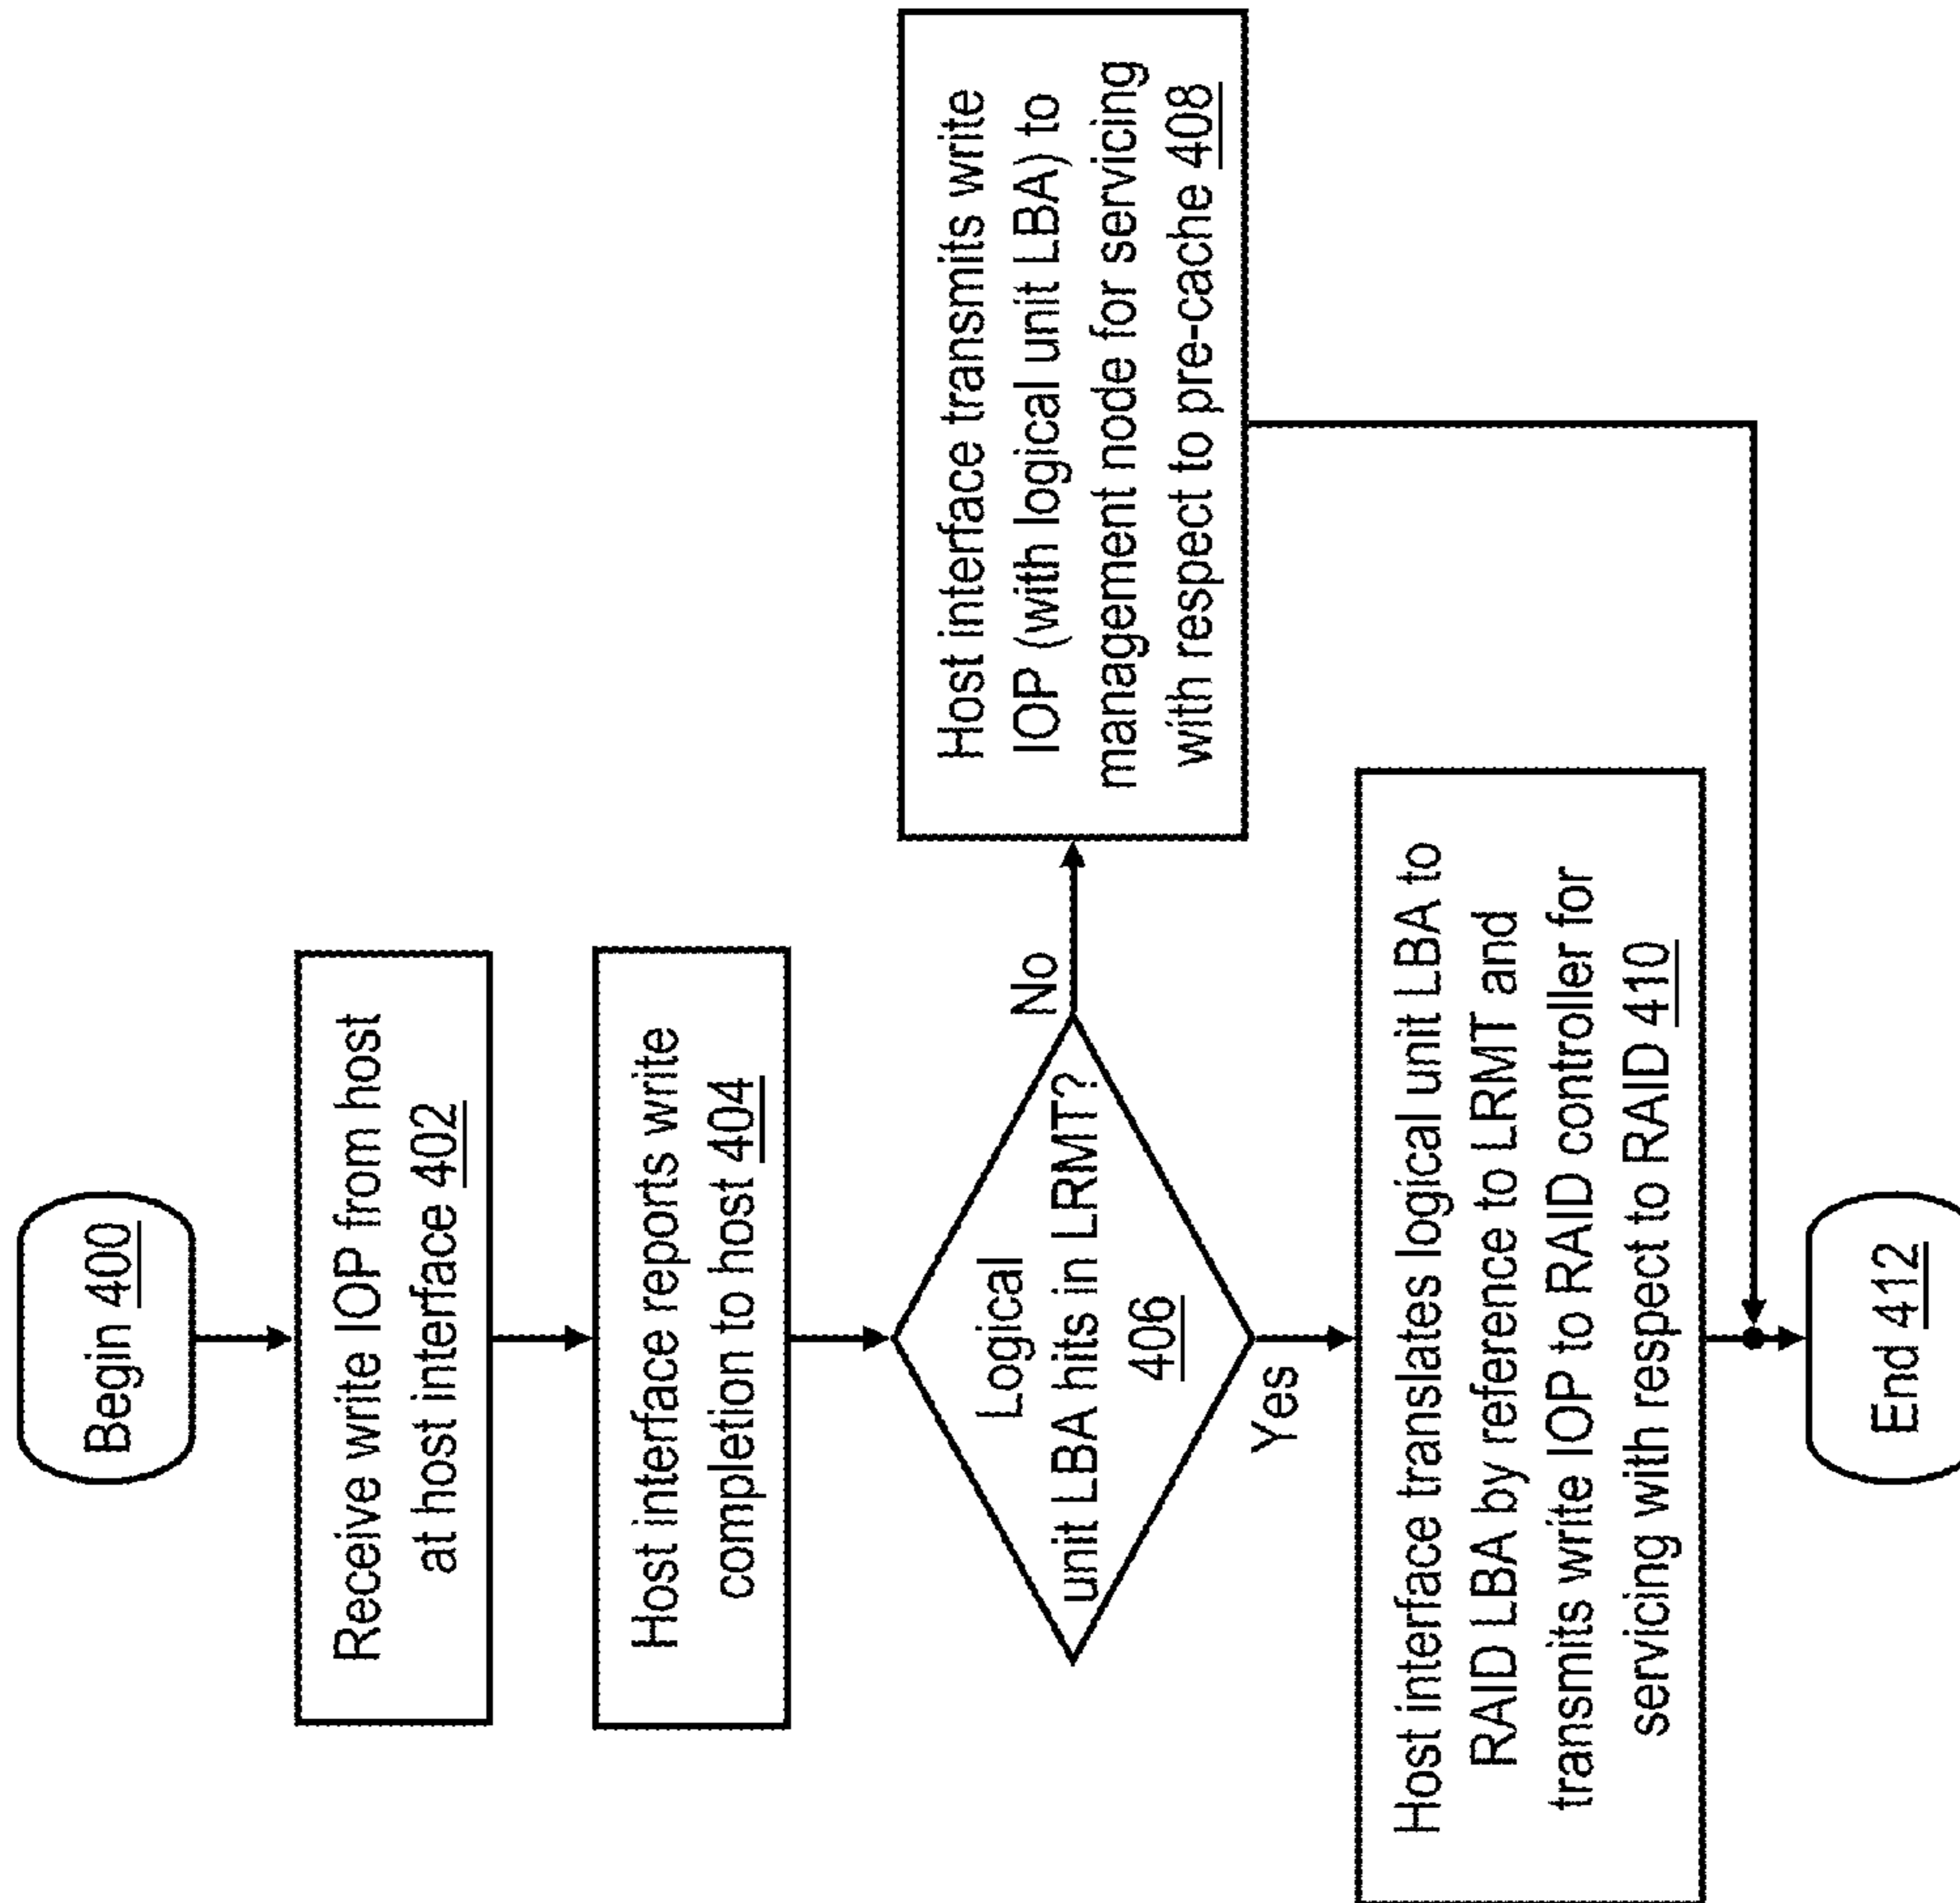 Begin 400
Receive write IOP from host
at host interface 402
Host interface reports write
completion to host 404
Logical
unit LBA hits in LRMT?
406
No
Host interface transmits write
IOP (with logical unit LBA) to
management node for servicing
with respect to pre-cache 408
Yes
Host interface translates logical unit LBA to
RAID LBA by reference to LRMT and
transmits write IOP to RAID controller for
servicing with respect to RAID 410
End 412